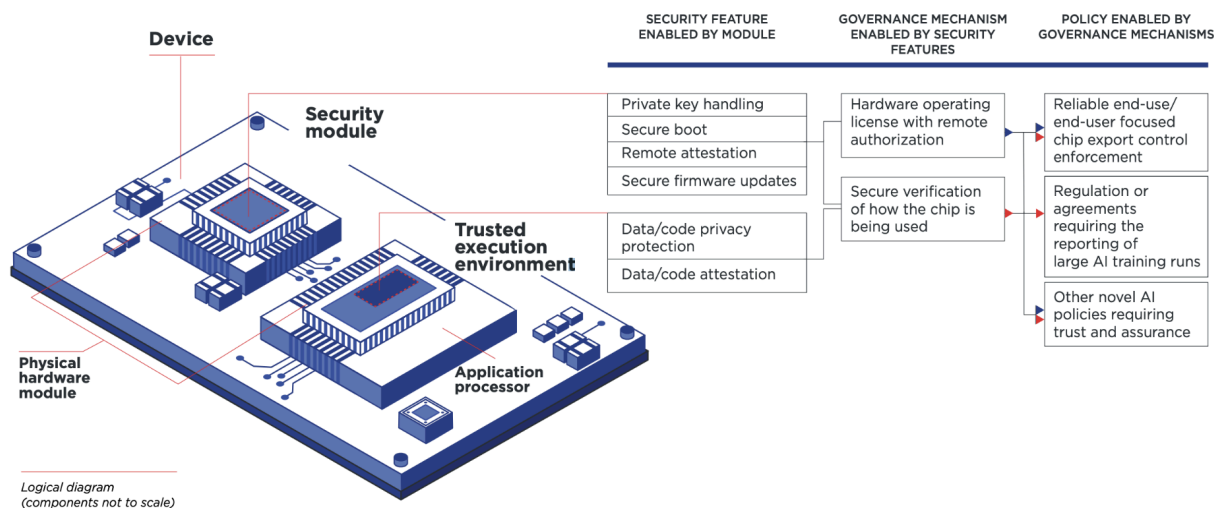 Device
Security
module
Trusted
execution
environment
Physical
hardware
module
Application
processor
Logical diagram
(components not to scale)
SECURITY FEATURE
ENABLED BY MODULE
Private key handling
Secure boot
Remote attestation
Secure firmware updates
Data/code privacy
protection
Data/code attestation
GOVERNANCE MECHANISM
ENABLED BY SECURITY
FEATURES
Hardware operating
license with remote
authorization
Secure verification
of how the chip is
being used
POLICY ENABLED BY
GOVERNANCE MECHANISMS
Reliable end-use/
end-user focused
chip export control
enforcement
Regulation or
agreements
requiring the
reporting of
large AI training runs
Other novel AI
policies requiring
trust and assurance